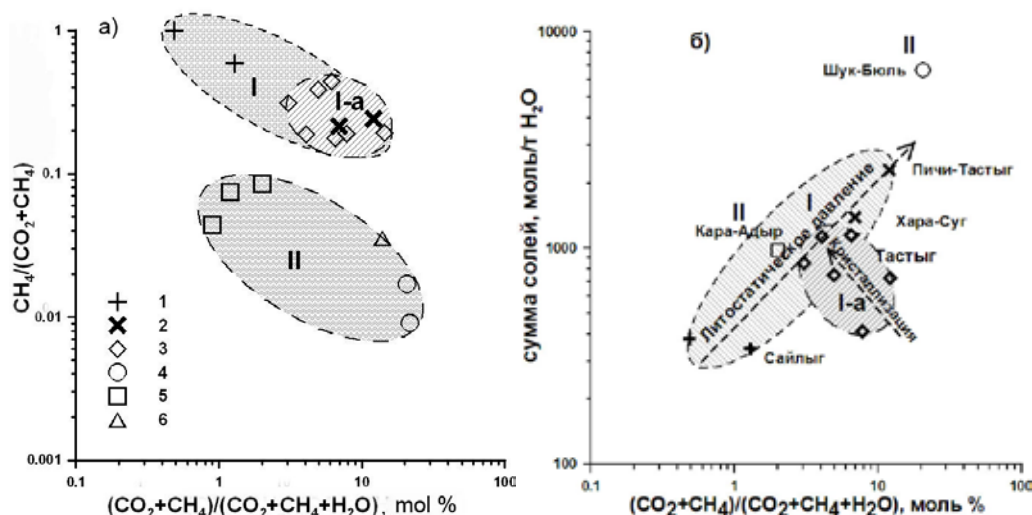 а)
1
0.1
0.01
0.001
CH₄/(CO₂+CH₄)
I
I-a
II
1
2
3
4
5
6
0.1
1
10
100
(CO₂+CH₄)/(CO₂+CH₄+H₂O), mol %
б)
10000
1000
100
сумма солей, моль/т H₂O
II
Шук-Бюль
Пичи-Тастыг
I
II
Кара-Адыр
Хара-Суг
Тастыг
Литостатическое давление
Кристаллизация
I-a
Сайлыг
0.1
1
10
100
(CO₂+CH₄)/(CO₂+CH₄+H₂O), моль %